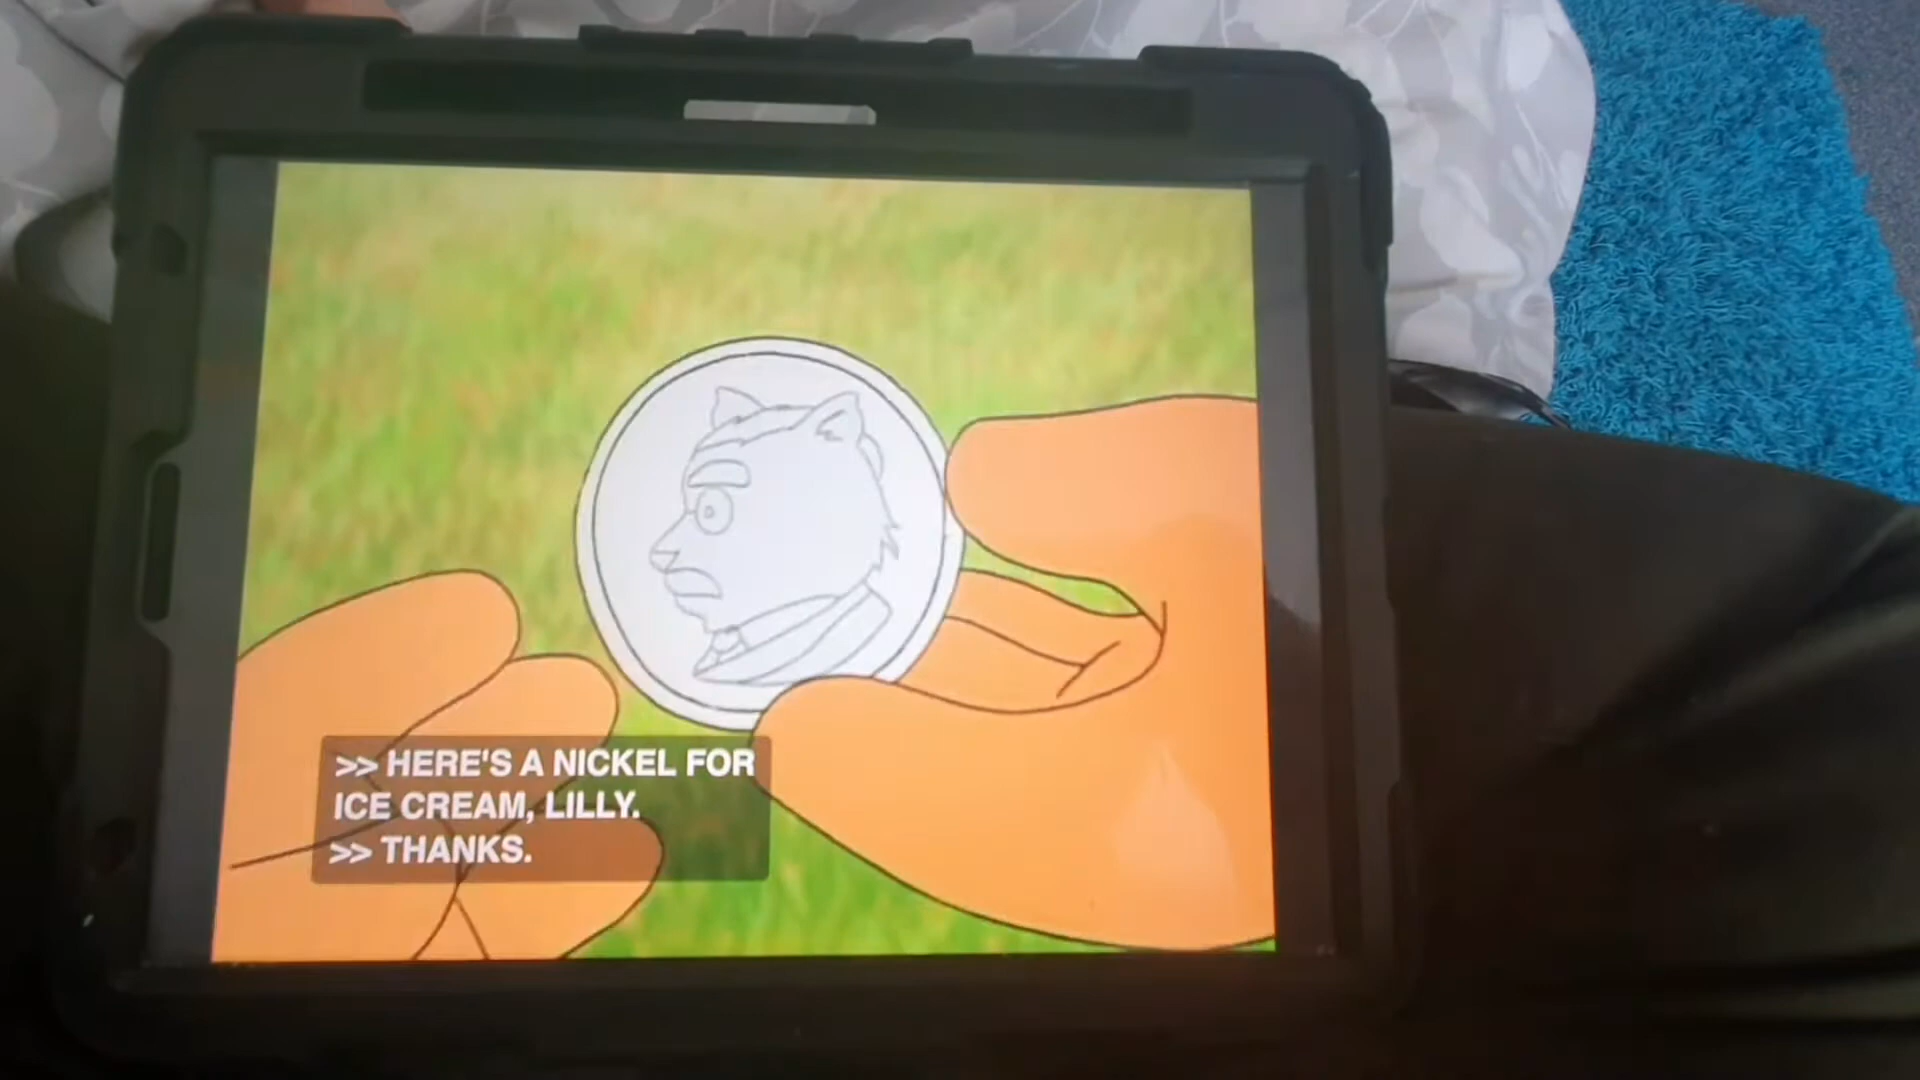 >> HERE'S A NICKEL FOR
ICE CREAM, LILLY.
>> THANKS.